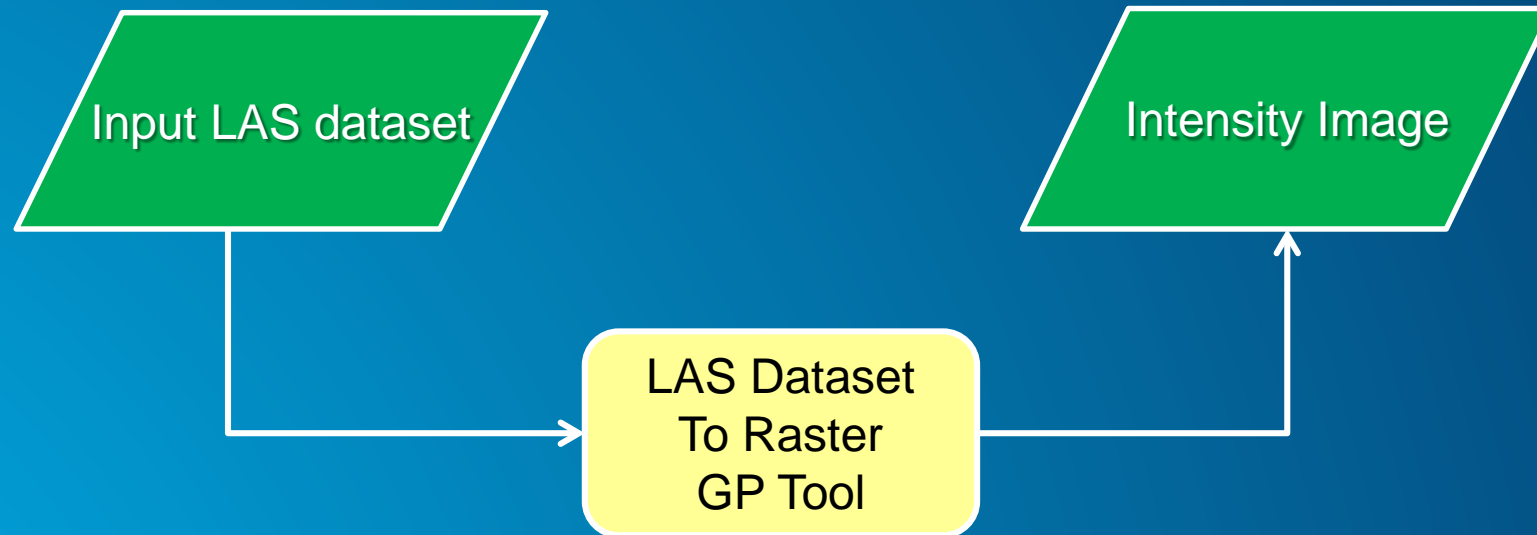 Input LAS dataset
Intensity Image
LAS Dataset
To Raster
GP Tool